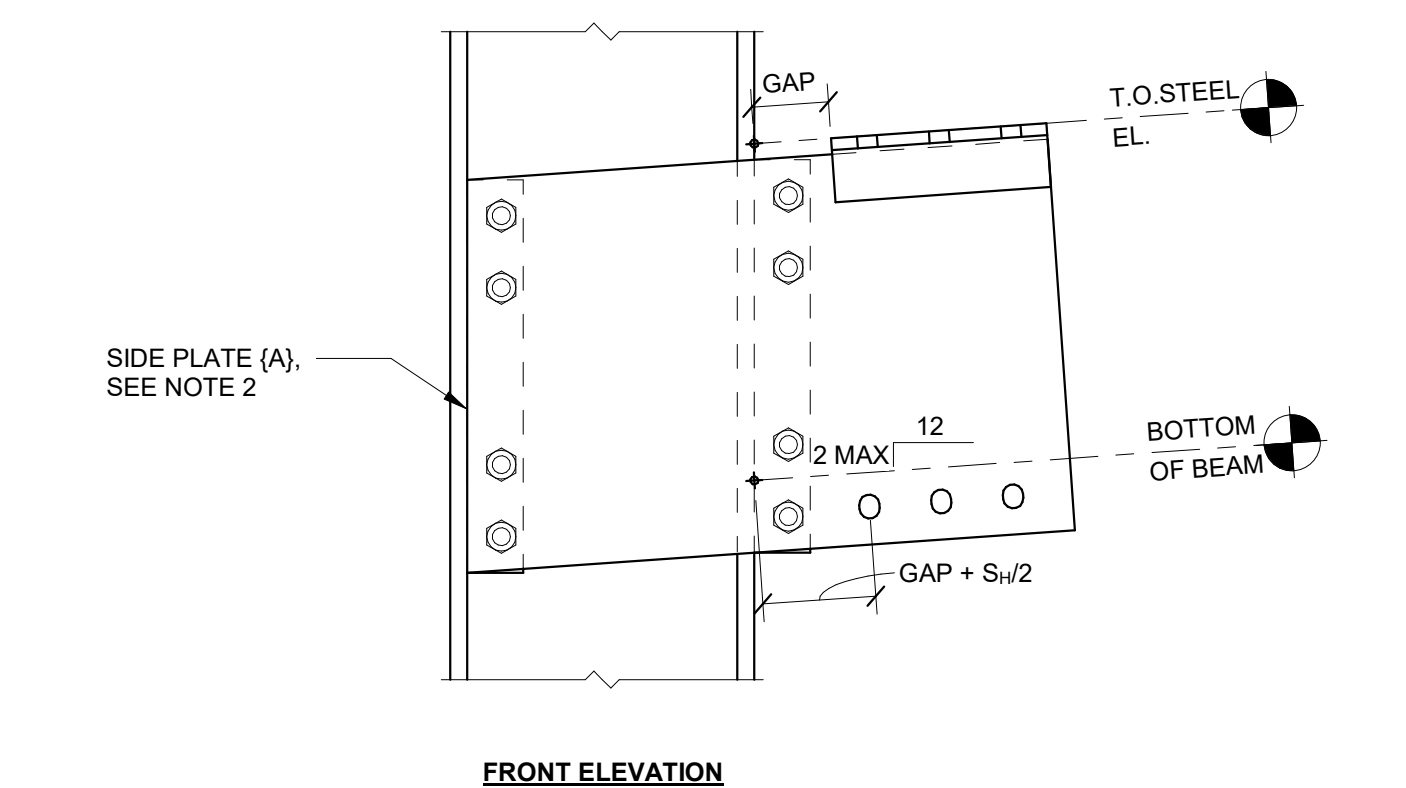 GAP
T.O.STEEL
EL.
SIDE PLATE {A},
SEE NOTE 2
12
2 MAX
BOTTOM
OF BEAM
GAP + SH/2
FRONT ELEVATION